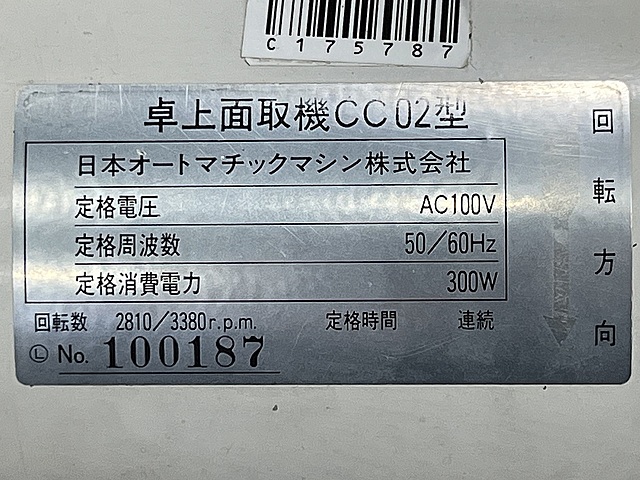 C175787
卓上面取機CC02型
日本オートマチックマシン株式会社
定格電圧 AC100V
定格周波数 50/60Hz
定格消費電力 300W
回転数 2810/3380r.p.m. 定格時間 連続
Ⓛ No. 100187
回転方向